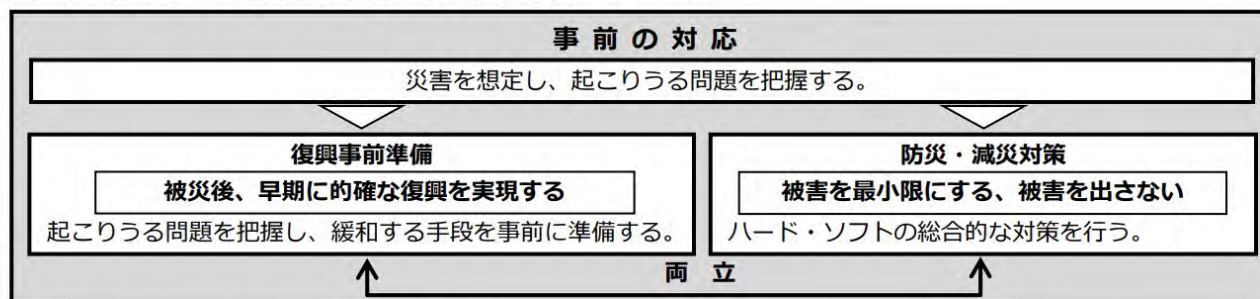 事前の対応
災害を想定し、起こりうる問題を把握する。
復興事前準備
被災後、早期に的確な復興を実現する
起こりうる問題を把握し、緩和する手段を事前に準備する。
防災・減災対策
被害を最小限にする、被害を出さない
ハード・ソフトの総合的な対策を行う。
両立